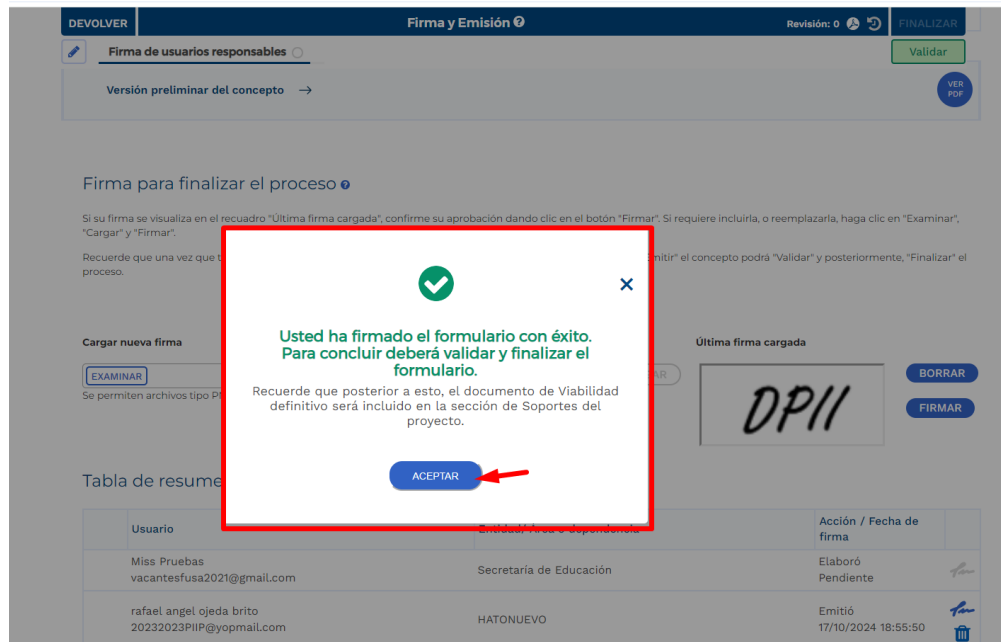 DEVOLVER
Firma y Emisión
Revisión: 0
FINALIZAR
Firma de usuarios responsables
Validar
Versión preliminar del concepto →
VER
PDF
Firma para finalizar el proceso
Si su firma se visualiza en el recuadro "Última firma cargada", confirme su aprobación dando clic en el botón "Firmar". Si requiere incluirla, o reemplazarla, haga clic en "Examinar",
"Cargar" y "Firmar".
Recuerde que una vez que t
mitir" el concepto podrá "Validar" y posteriormente, "Finalizar" el
proceso.
Usted ha firmado el formulario con éxito.
Para concluir deberá validar y finalizar el
formulario.
Recuerde que posterior a esto, el documento de Viabilidad
definitivo será incluido en la sección de Soportes del
proyecto.
ACEPTAR
Cargar nueva firma
Última firma cargada
EXAMINAR
AR
BORRAR
Se permiten archivos tipo P
DPII
FIRMAR
Tabla de resume
Usuario
Entidad/ Área o dependencia
Acción / Fecha de
firma
Miss Pruebas
vacantesfusa2021@gmail.com
Secretaría de Educación
Elaboró
Pendiente
rafael angel ojeda brito
20232023PIIP@yopmail.com
HATONUEVO
Emitió
17/10/2024 18:55:50